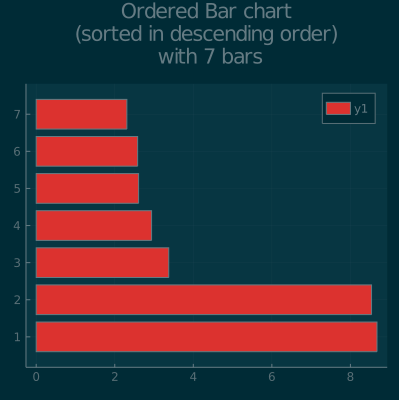 Ordered Bar chart
(sorted in descending order)
with 7 bars
y1
7
6
5
4
3
2
1
0 2 4 6 8